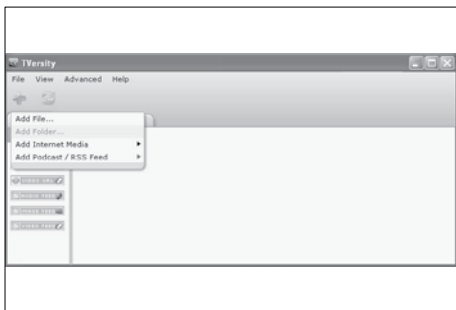 TVersity
File View Advanced Help
Add File...
Add Folder...
Add Internet Media
Add Podcast / RSS Feed